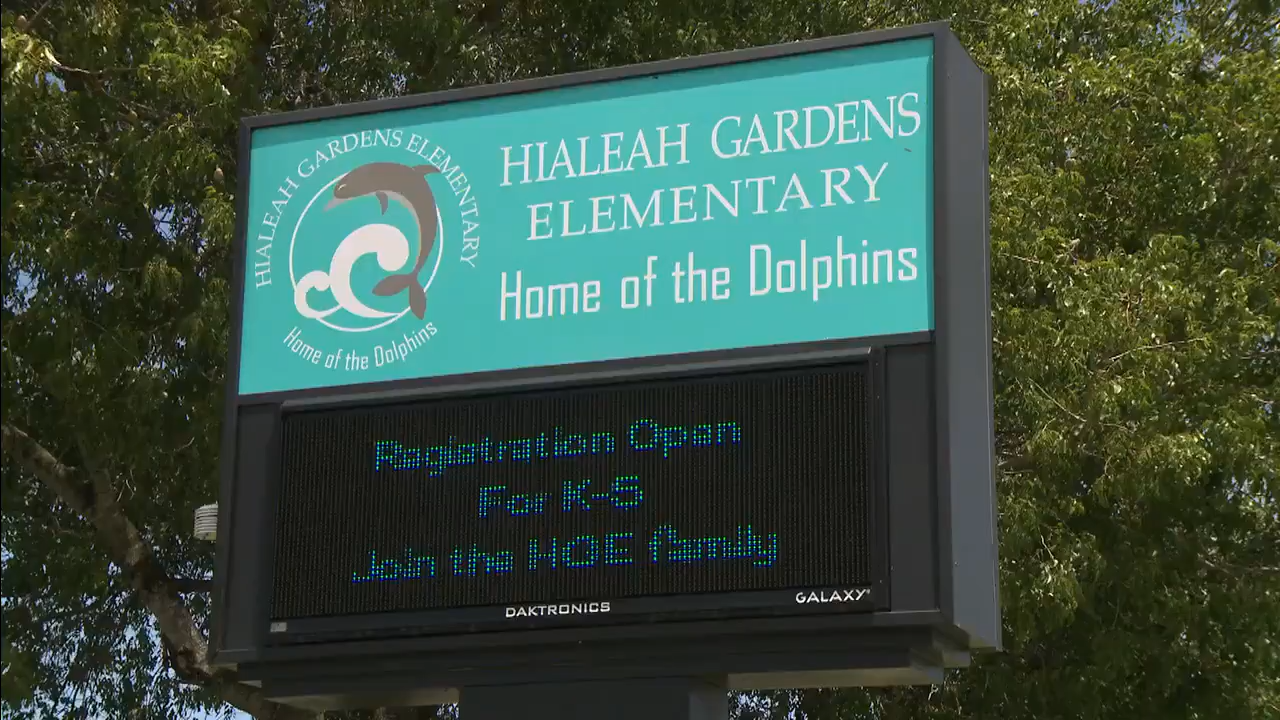 HIALEAH GARDENS ELEMENTARY
Home of the Dolphins
HIALEAH GARDENS
ELEMENTARY
Home of the Dolphins
Registration Open
For K-5
Join the HGE family
DAKTRONICS
GALAXY®